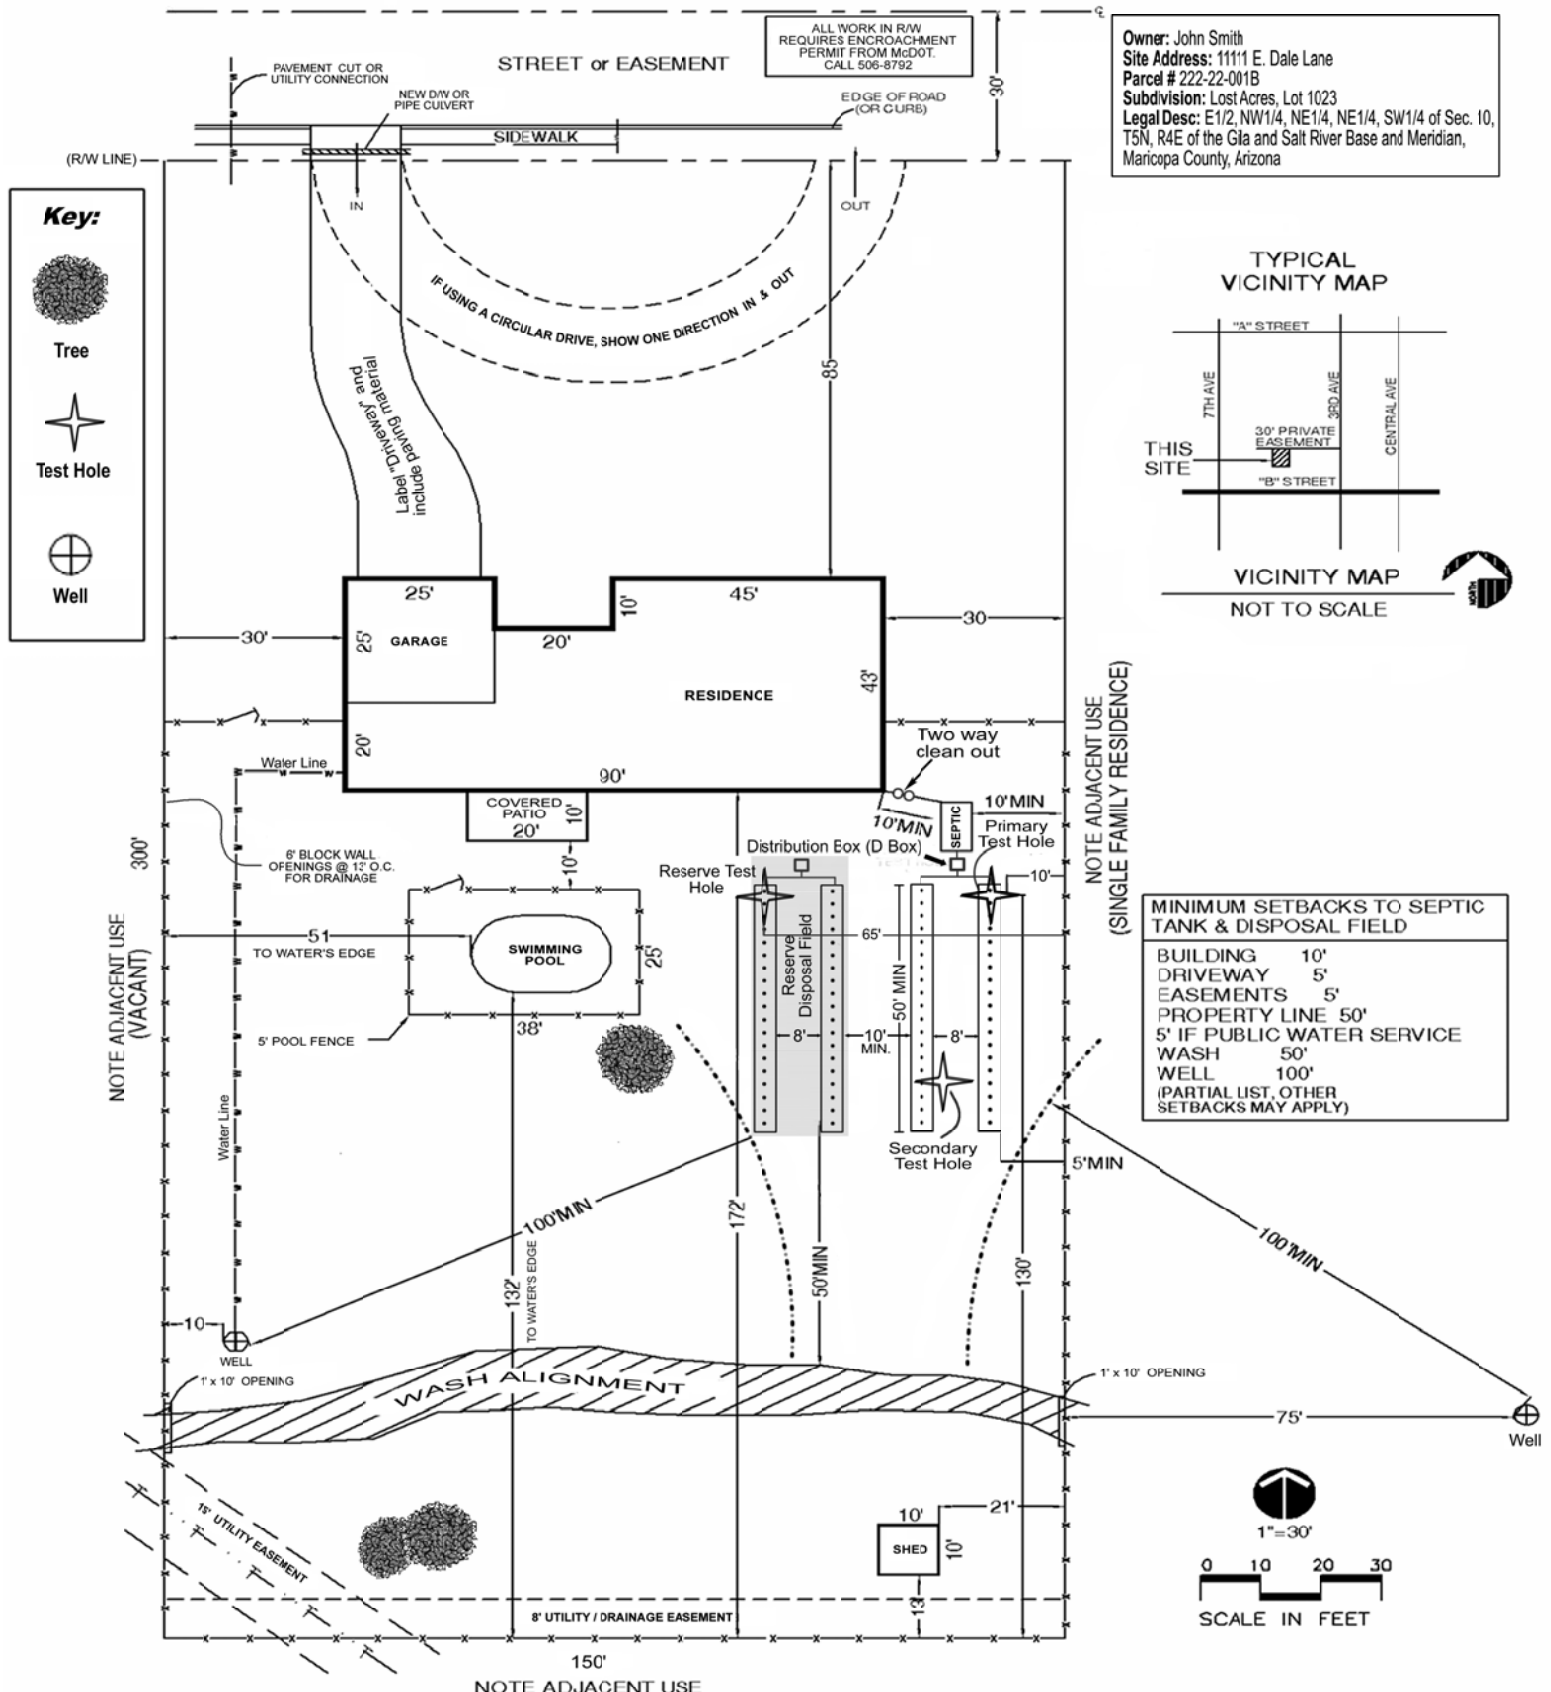 ℄
ALL WORK IN R/W
REQUIRES ENCROACHMENT
PERMIT FROM McDOT.
CALL 506-8792
Owner: John Smith
Site Address: 11111 E. Dale Lane
Parcel # 222-22-001B
Subdivision: Lost Acres, Lot 1023
Legal Desc: E1/2, NW1/4, NE1/4, NE1/4, SW1/4 of Sec. 10,
T5N, R4E of the Gila and Salt River Base and Meridian,
Maricopa County, Arizona
STREET or EASEMENT
PAVEMENT CUT OR
UTILITY CONNECTION
NEW D/W OR
PIPE CULVERT
EDGE OF ROAD
(OR CURB)
30'
SIDEWALK
(R/W LINE)
IN
OUT
Key:
Tree
Test Hole
Well
IF USING A CIRCULAR DRIVE, SHOW ONE DIRECTION IN & OUT
Label "Driveway" and
include paving material
85'
TYPICAL
VICINITY MAP
"A" STREET
7TH AVE
3RD AVE
CENTRAL AVE
30' PRIVATE
EASEMENT
THIS
SITE
"B" STREET
VICINITY MAP
NOT TO SCALE
NORTH
25'
45'
10'
20'
30'
30
25'
GARAGE
RESIDENCE
43'
20'
90'
Water Line
Two way
clean out
COVERED
PATIO
20'
10'
10'
10'MIN
SEPTIC
10'MIN
Primary
Test Hole
Distribution Box (D Box)
Reserve Test
Hole
10'
6' BLOCK WALL
OPENINGS @ 13' O.C.
FOR DRAINAGE
300'
NOTE ADJACENT USE
(VACANT)
NOTE ADJACENT USE
(SINGLE FAMILY RESIDENCE)
51
TO WATER'S EDGE
SWIMMING
POOL
25'
38'
5' POOL FENCE
Reserve
Disposal Field
65'
50' MIN
8'
10'
MIN.
8'
Secondary
Test Hole
5'MIN
MINIMUM SETBACKS TO SEPTIC
TANK & DISPOSAL FIELD
BUILDING 10'
DRIVEWAY 5'
EASEMENTS 5'
PROPERTY LINE 50'
5' IF PUBLIC WATER SERVICE
WASH 50'
WELL 100'
(PARTIAL LIST, OTHER
SETBACKS MAY APPLY)
Water Line
100'MIN
172'
132'
TO WATER'S EDGE
50'MIN
130'
100'MIN
10
WELL
1' x 10' OPENING
WASH ALIGNMENT
1' x 10' OPENING
75'
Well
15' UTILITY EASEMENT
10'
10'
SHED
21'
13'
8' UTILITY / DRAINAGE EASEMENT
1"=30'
0 10 20 30
SCALE IN FEET
150'
NOTE ADJACENT USE